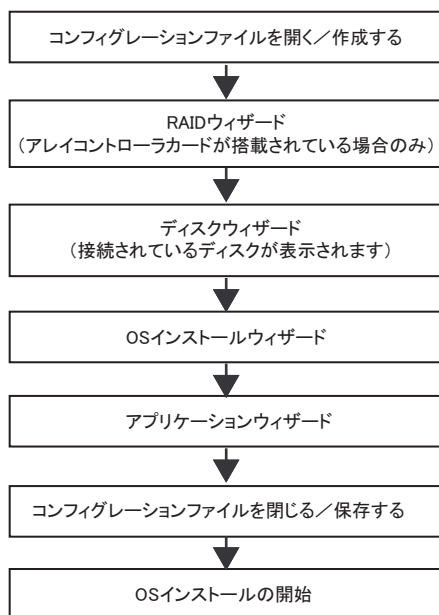 コンフィグレーションファイルを開く／作成する
RAIDウィザード
（アレイコントローラカードが搭載されている場合のみ）
ディスクウィザード
（接続されているディスクが表示されます）
OSインストールウィザード
アプリケーションウィザード
コンフィグレーションファイルを閉じる／保存する
OSインストールの開始